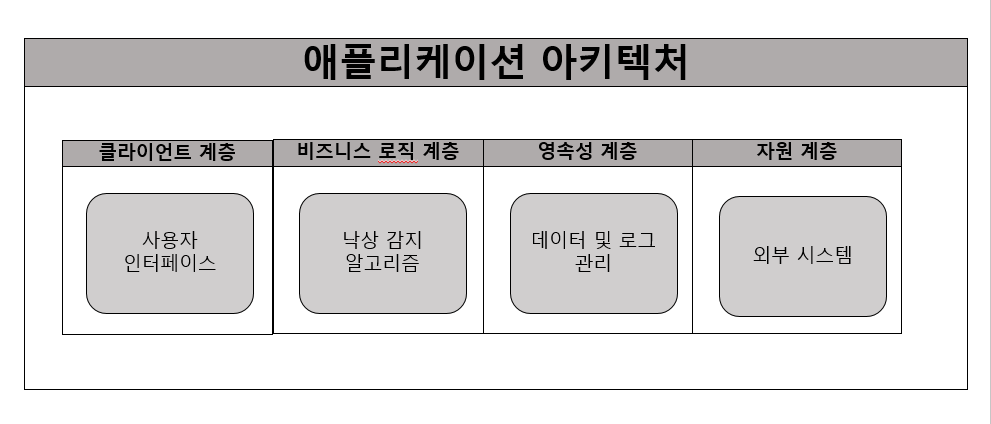 애플리케이션 아키텍처
클라이언트 계층
비즈니스 로직 계층
영속성 계층
자원 계층
사용자
인터페이스
낙상 감지
알고리즘
데이터 및 로그
관리
외부 시스템